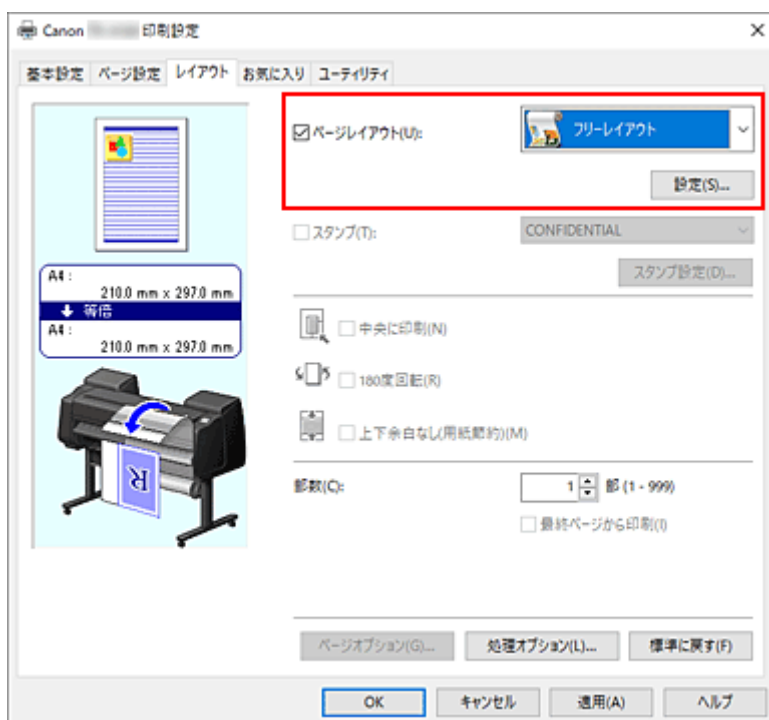 Canon 印刷設定
基本設定 ページ設定 レイアウト お気に入り ユーティリティ
ページレイアウト(U): フリーレイアウト
設定(S)...
スタンプ(T): CONFIDENTIAL
スタンプ設定(D)...
A4 :
210.0 mm x 297.0 mm
等倍
A4 :
210.0 mm x 297.0 mm
中央に印刷(N)
180度回転(R)
上下余白なし(用紙節約)(M)
R
部数(C): 1 部 (1 - 999)
最終ページから印刷(I)
ページオプション(G)... 処理オプション(L)... 標準に戻す(F)
OK キャンセル 適用(A) ヘルプ